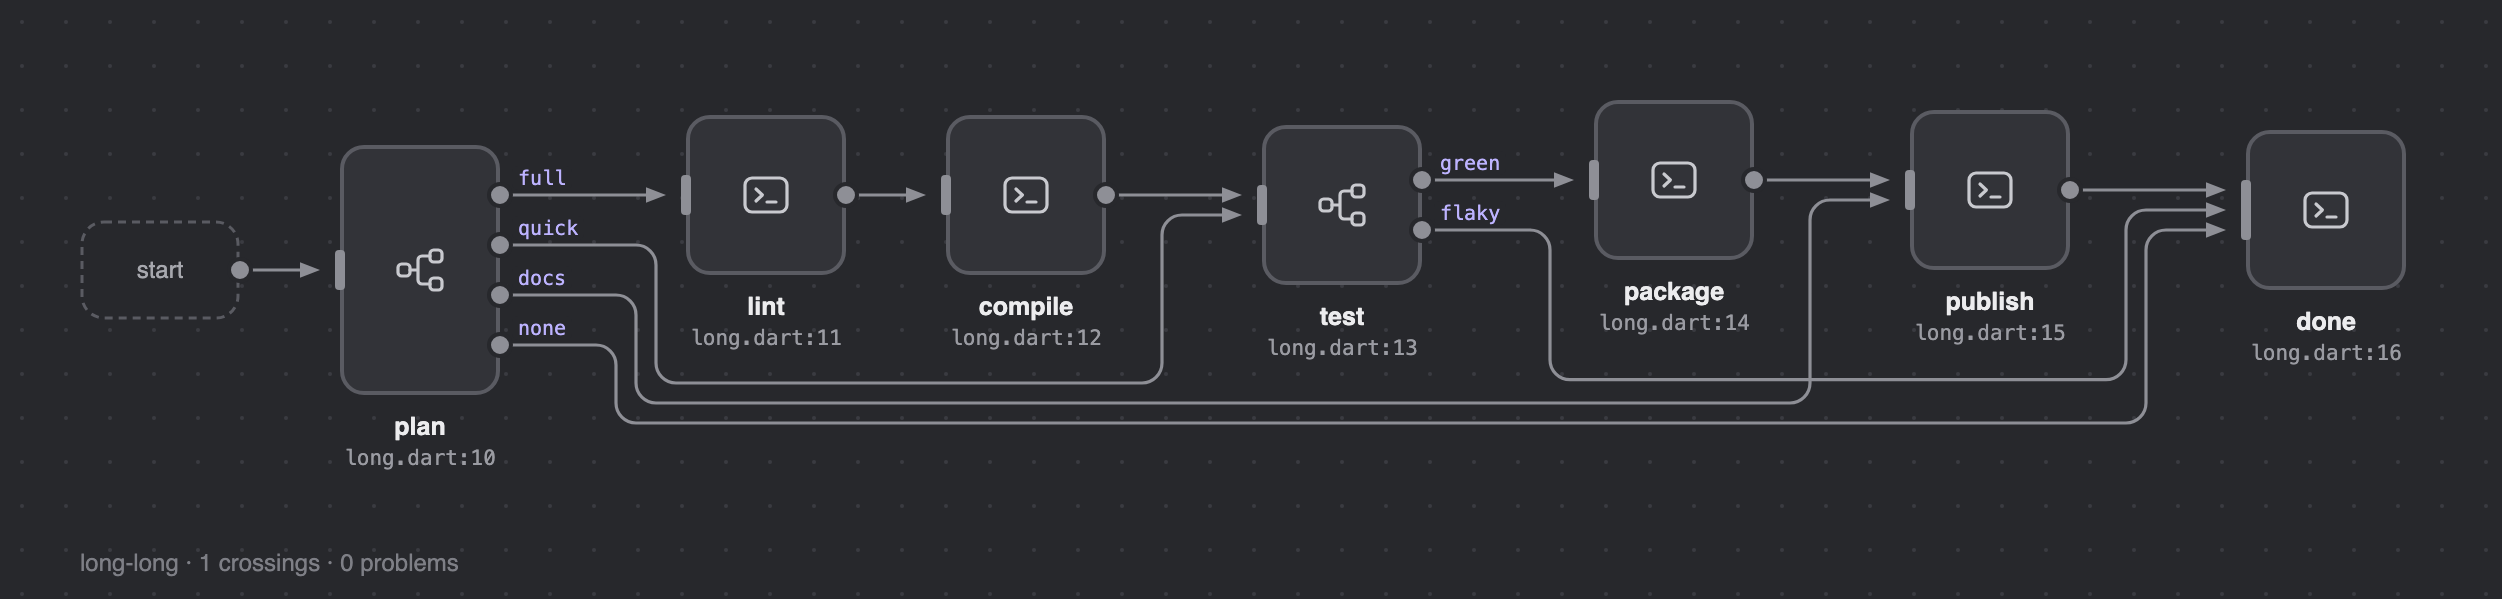 start
full
quick
docs
none
plan
long.dart:10
lint
long.dart:11
compile
long.dart:12
test
long.dart:13
green
flaky
package
long.dart:14
publish
long.dart:15
done
long.dart:16
long-long · 1 crossings · 0 problems